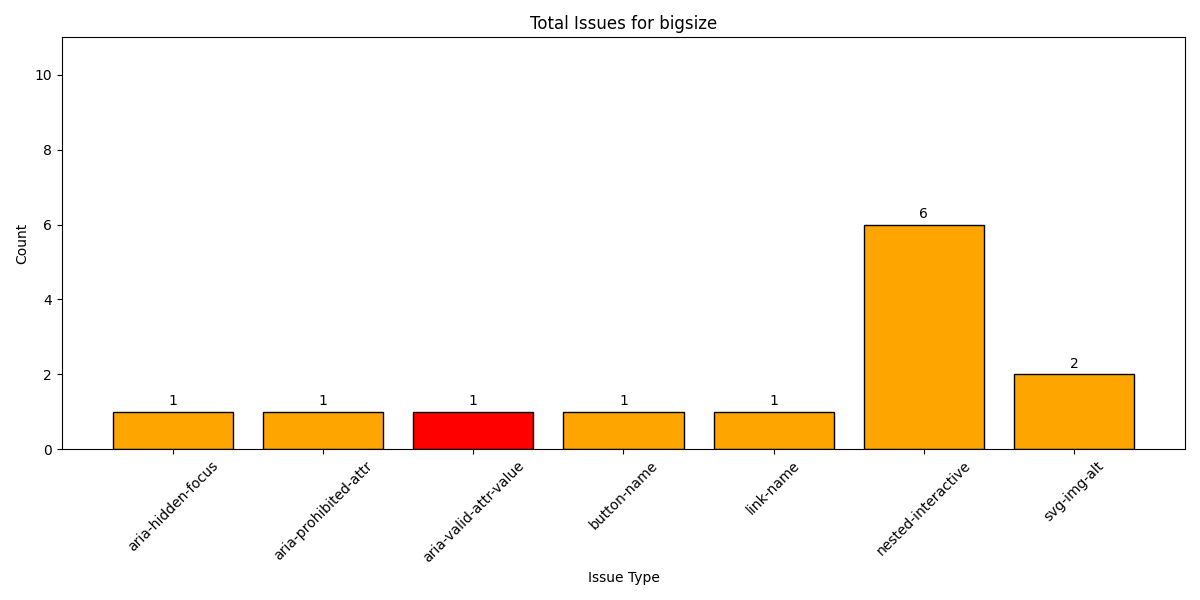 Total Issues for bigsize
Count
10
8
6
4
2
0
1
1
1
1
1
6
2
aria-hidden-focus
aria-prohibited-attr
aria-valid-attr-value
button-name
link-name
nested-interactive
svg-img-alt
Issue Type